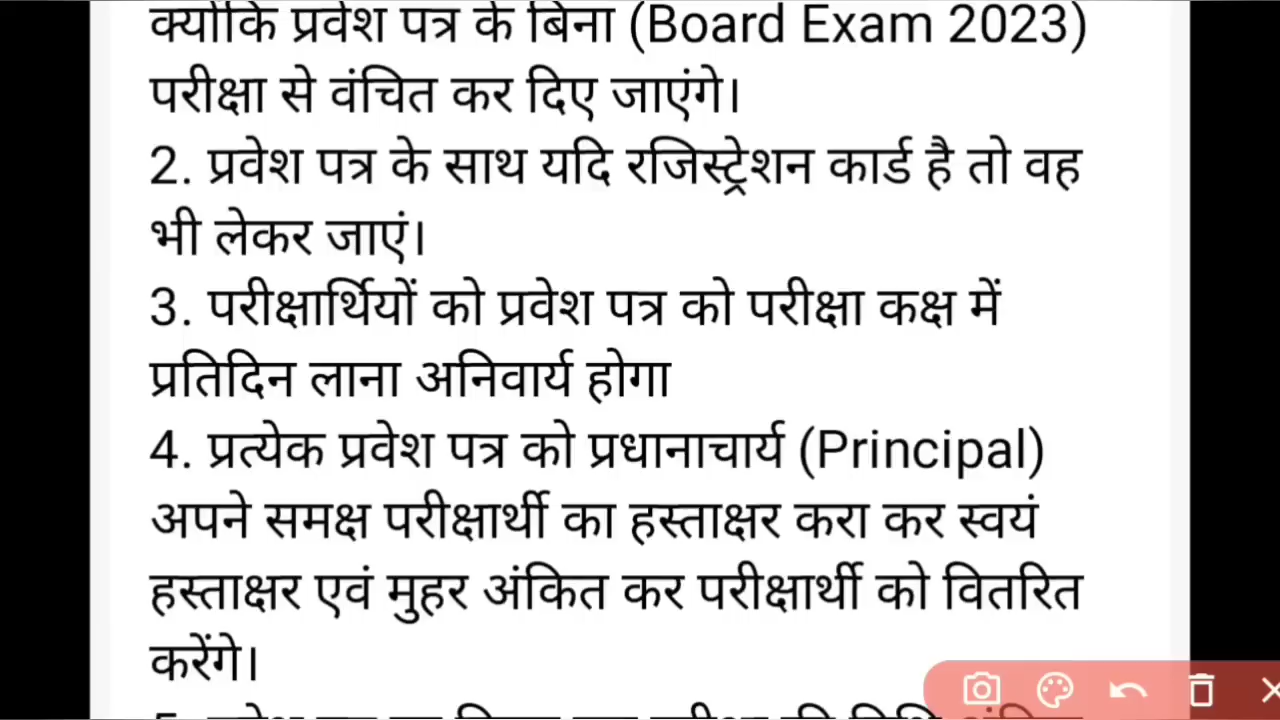 क्योंकि प्रवेश पत्र के बिना (Board Exam 2023)
परीक्षा से वंचित कर दिए जाएंगे।
2. प्रवेश पत्र के साथ यदि रजिस्ट्रेशन कार्ड है तो वह
भी लेकर जाएं।
3. परीक्षार्थियों को प्रवेश पत्र को परीक्षा कक्ष में
प्रतिदिन लाना अनिवार्य होगा
4. प्रत्येक प्रवेश पत्र को प्रधानाचार्य (Principal)
अपने समक्ष परीक्षार्थी का हस्ताक्षर करा कर स्वयं
हस्ताक्षर एवं मुहर अंकित कर परीक्षार्थी को वितरित
करेंगे।